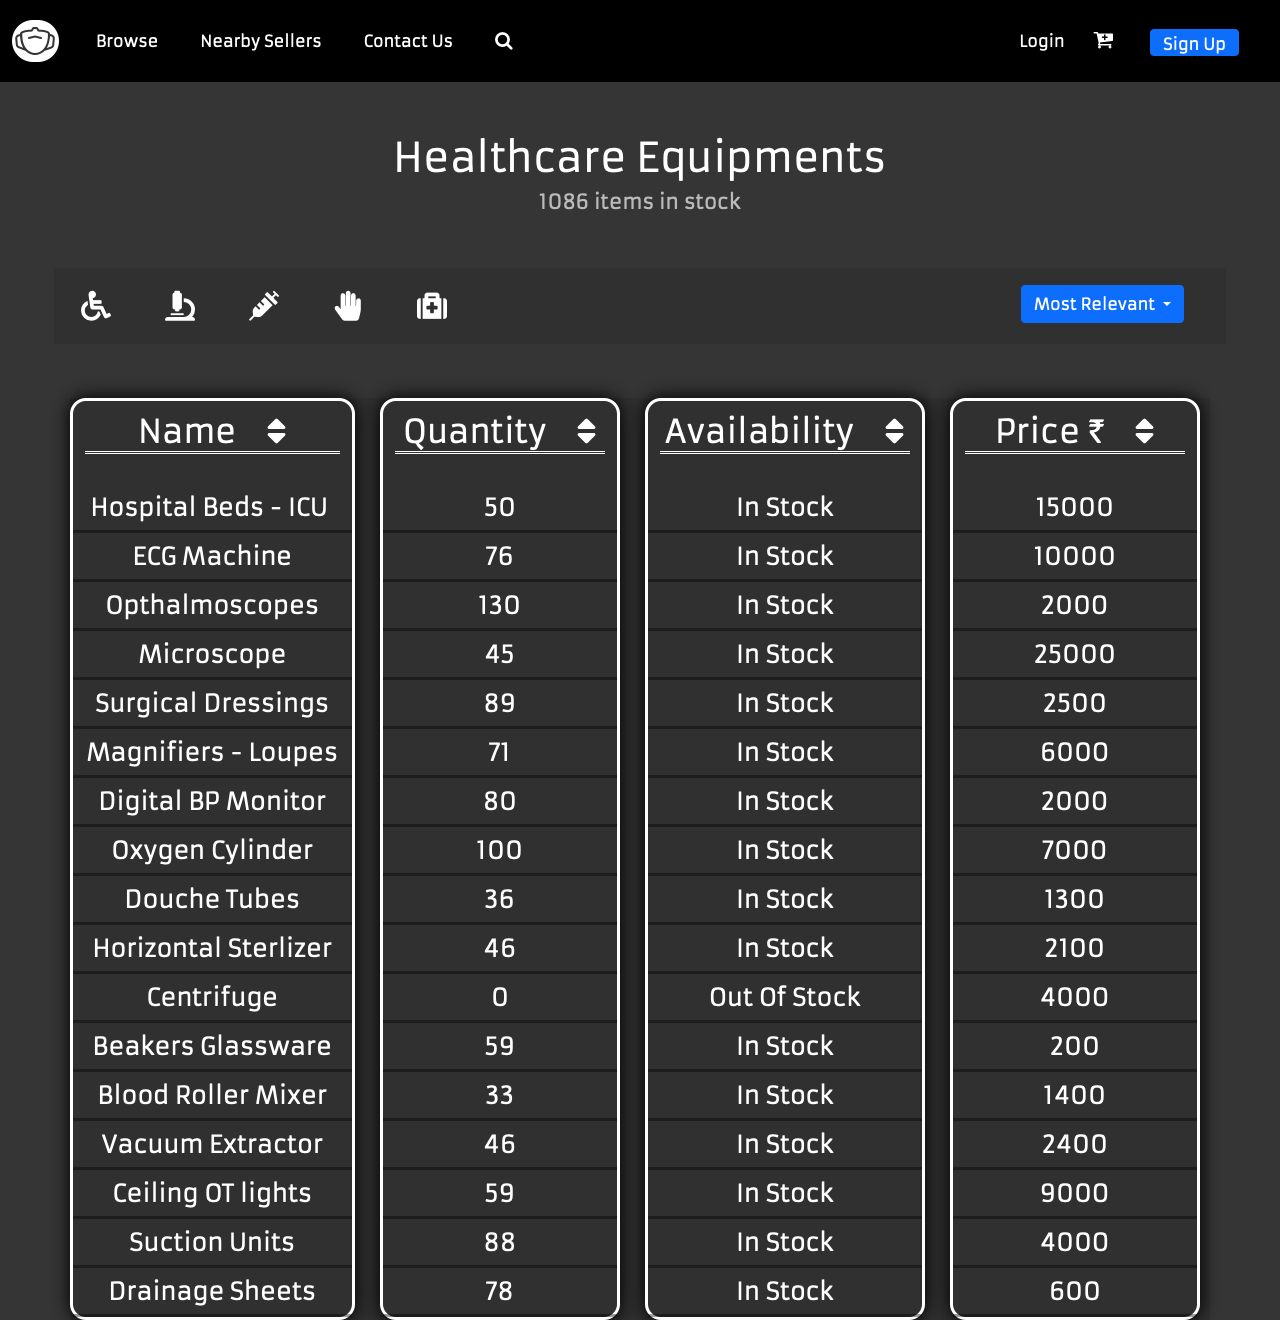 Browse Nearby Sellers Contact Us Login Sign Up
Healthcare Equipments
1086 items in stock
Most Relevant
Name Quantity Availability Price ₹
Hospital Beds - ICU 50 In Stock 15000
ECG Machine 76 In Stock 10000
Opthalmoscopes 130 In Stock 2000
Microscope 45 In Stock 25000
Surgical Dressings 89 In Stock 2500
Magnifiers - Loupes 71 In Stock 6000
Digital BP Monitor 80 In Stock 2000
Oxygen Cylinder 100 In Stock 7000
Douche Tubes 36 In Stock 1300
Horizontal Sterlizer 46 In Stock 2100
Centrifuge 0 Out Of Stock 4000
Beakers Glassware 59 In Stock 200
Blood Roller Mixer 33 In Stock 1400
Vacuum Extractor 46 In Stock 2400
Ceiling OT lights 59 In Stock 9000
Suction Units 88 In Stock 4000
Drainage Sheets 78 In Stock 600